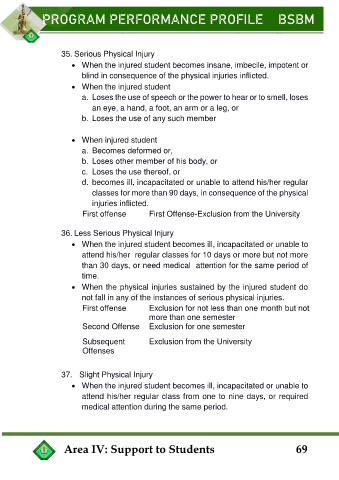 PROGRAM PERFORMANCE PROFILE BSBM
35. Serious Physical Injury
• When the injured student becomes insane, imbecile, impotent or
blind in consequence of the physical injuries inflicted.
• When the injured student
a. Loses the use of speech or the power to hear or to smell, loses
an eye, a hand, a foot, an arm or a leg, or
b. Loses the use of any such member
• When injured student
a. Becomes deformed or,
b. Loses other member of his body, or
c. Loses the use thereof, or
d. becomes ill, incapacitated or unable to attend his/her regular
classes for more than 90 days, in consequence of the physical
injuries inflicted.
First offense First Offense-Exclusion from the University
36. Less Serious Physical Injury
• When the injured student becomes ill, incapacitated or unable to
attend his/her regular classes for 10 days or more but not more
than 30 days, or need medical attention for the same period of
time.
• When the physical injuries sustained by the injured student do
not fall in any of the instances of serious physical injuries.
First offense Exclusion for not less than one month but not
more than one semester
Second Offense Exclusion for one semester
Subsequent Exclusion from the University
Offenses
37. Slight Physical Injury
• When the injured student becomes ill, incapacitated or unable to
attend his/her regular class from one to nine days, or required
medical attention during the same period.
Area IV: Support to Students 69